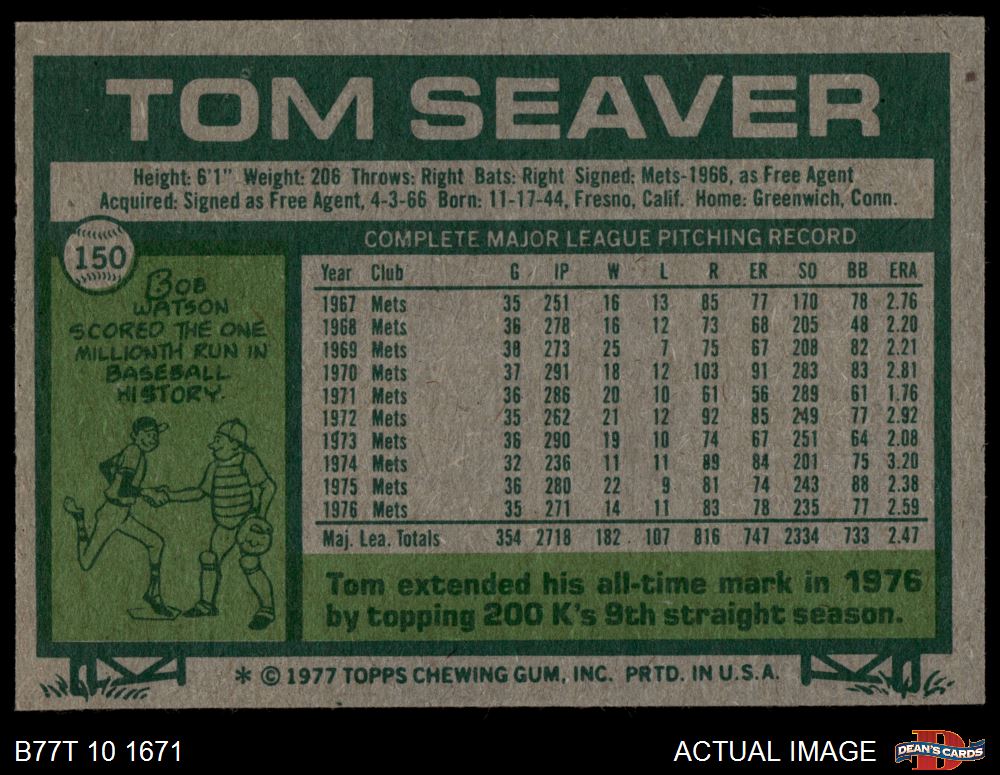 TOM SEAVER
Height: 6'1" Weight: 206 Throws: Right Bats: Right Signed: Mets-1966, as Free Agent
Acquired: Signed as Free Agent, 4-3-66 Born: 11-17-44, Fresno, Calif. Home: Greenwich, Conn.
150
BOB
WATSON
SCORED THE ONE
MILLIONTH RUN IN
BASEBALL
HISTORY.
COMPLETE MAJOR LEAGUE PITCHING RECORD
Year Club G IP W L R ER SO BB ERA
1967 Mets 35 251 16 13 85 77 170 78 2.76
1968 Mets 36 278 16 12 73 68 205 48 2.20
1969 Mets 38 273 25 7 75 67 208 82 2.21
1970 Mets 37 291 18 12 103 91 283 83 2.81
1971 Mets 36 286 20 10 61 56 289 61 1.76
1972 Mets 35 262 21 12 92 85 249 77 2.92
1973 Mets 36 290 19 10 74 67 251 64 2.08
1974 Mets 32 236 11 11 89 84 201 75 3.20
1975 Mets 36 280 22 9 81 74 243 88 2.38
1976 Mets 35 271 14 11 83 78 235 77 2.59
Maj. Lea. Totals 354 2718 182 107 816 747 2334 733 2.47
Tom extended his all-time mark in 1976
by topping 200 K's 9th straight season.
* © 1977 TOPPS CHEWING GUM, INC. PRTD. IN U.S.A.
B77T 10 1671
ACTUAL IMAGE
D
DEAN'S CARDS